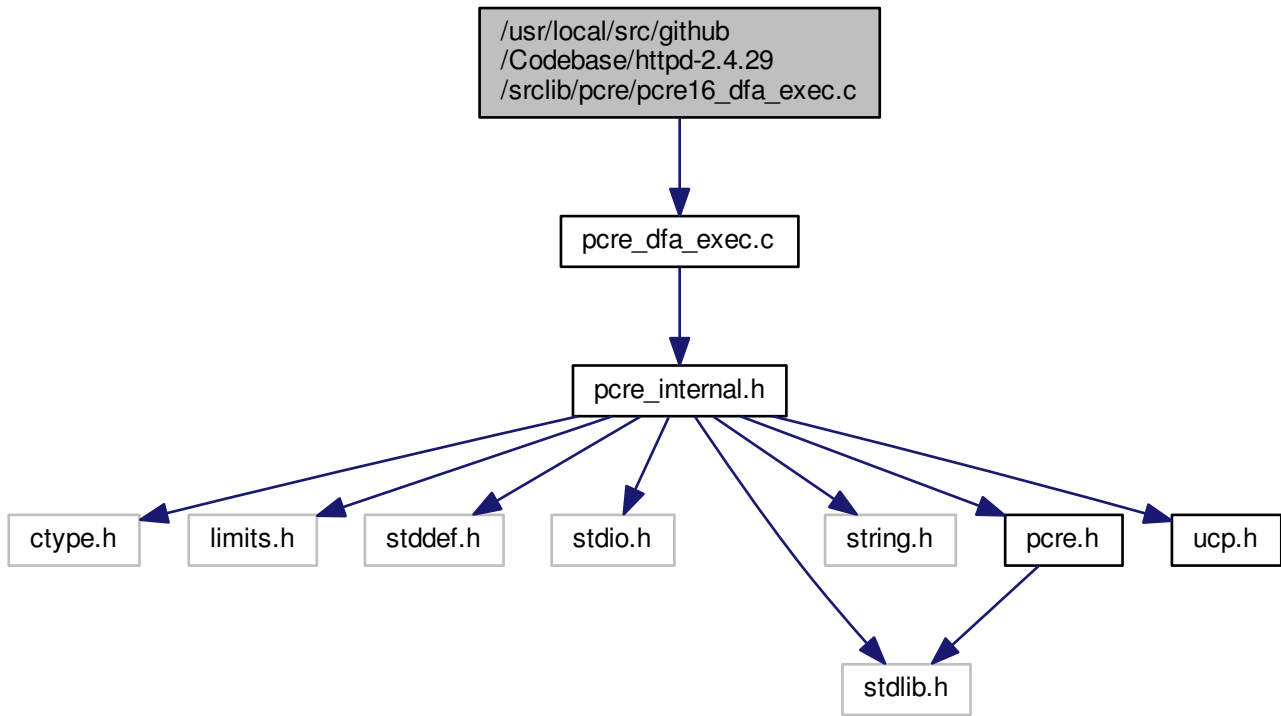 /usr/local/src/github
/Codebase/httpd-2.4.29
/srclib/pcre/pcre16_dfa_exec.c
pcre_dfa_exec.c
pcre_internal.h
ctype.h
limits.h
stddef.h
stdio.h
string.h
pcre.h
ucp.h
stdlib.h